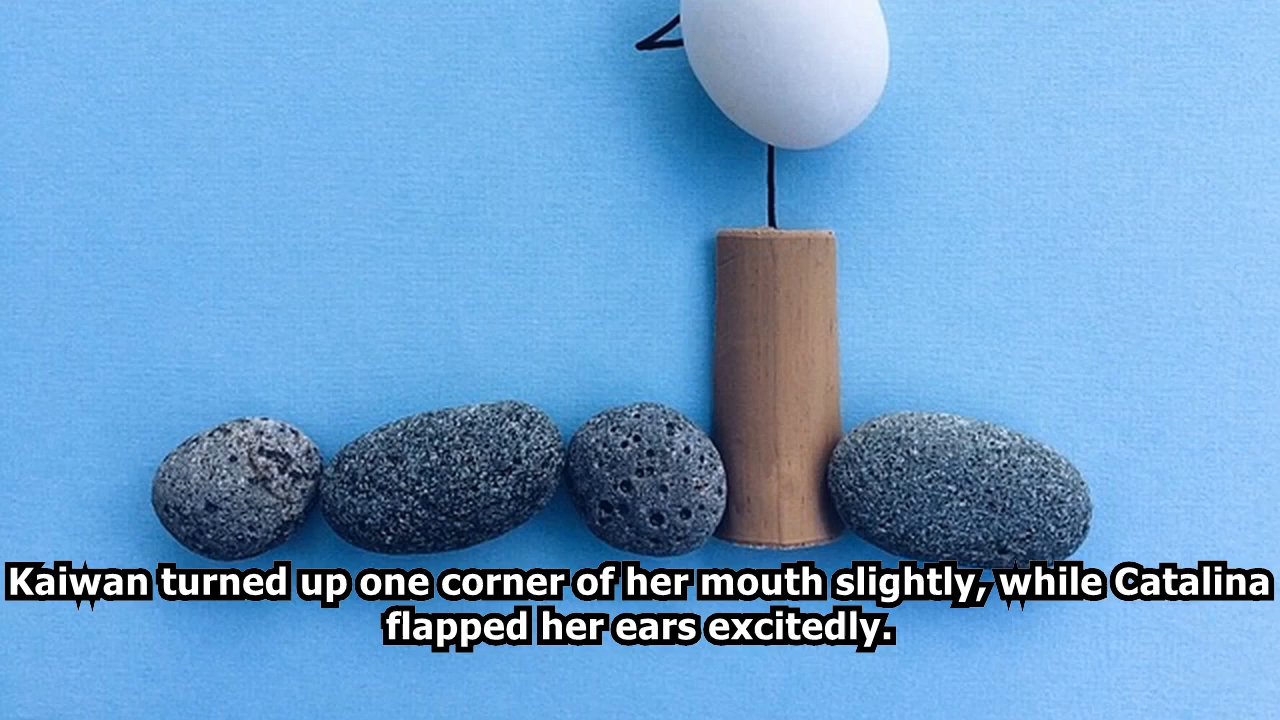 Kaiwan turned up one corner of her mouth slightly, while Catalina
flapped her ears excitedly.